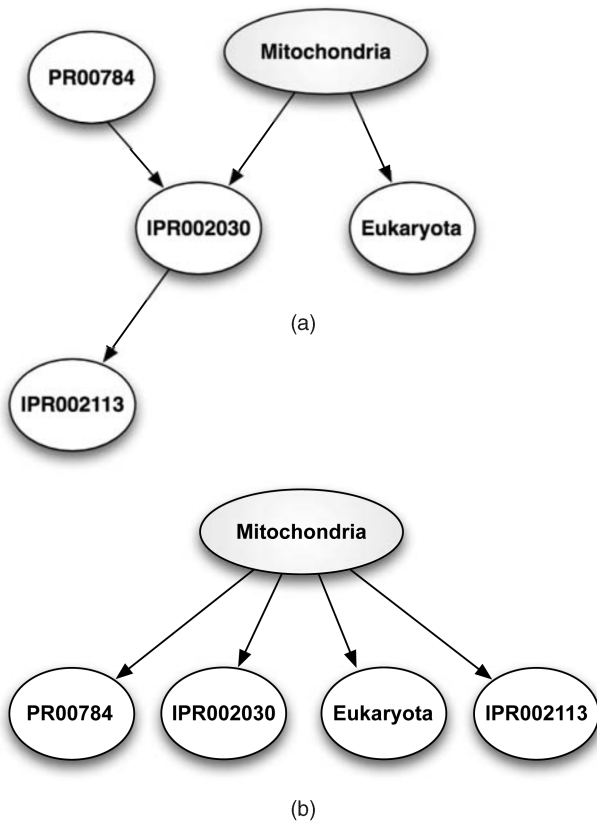 Mitochondria
PR00784
IPR002030
Eukaryota
(a)
IPR002113
Mitochondria
PR00784
IPR002030
Eukaryota
IPR002113
(b)